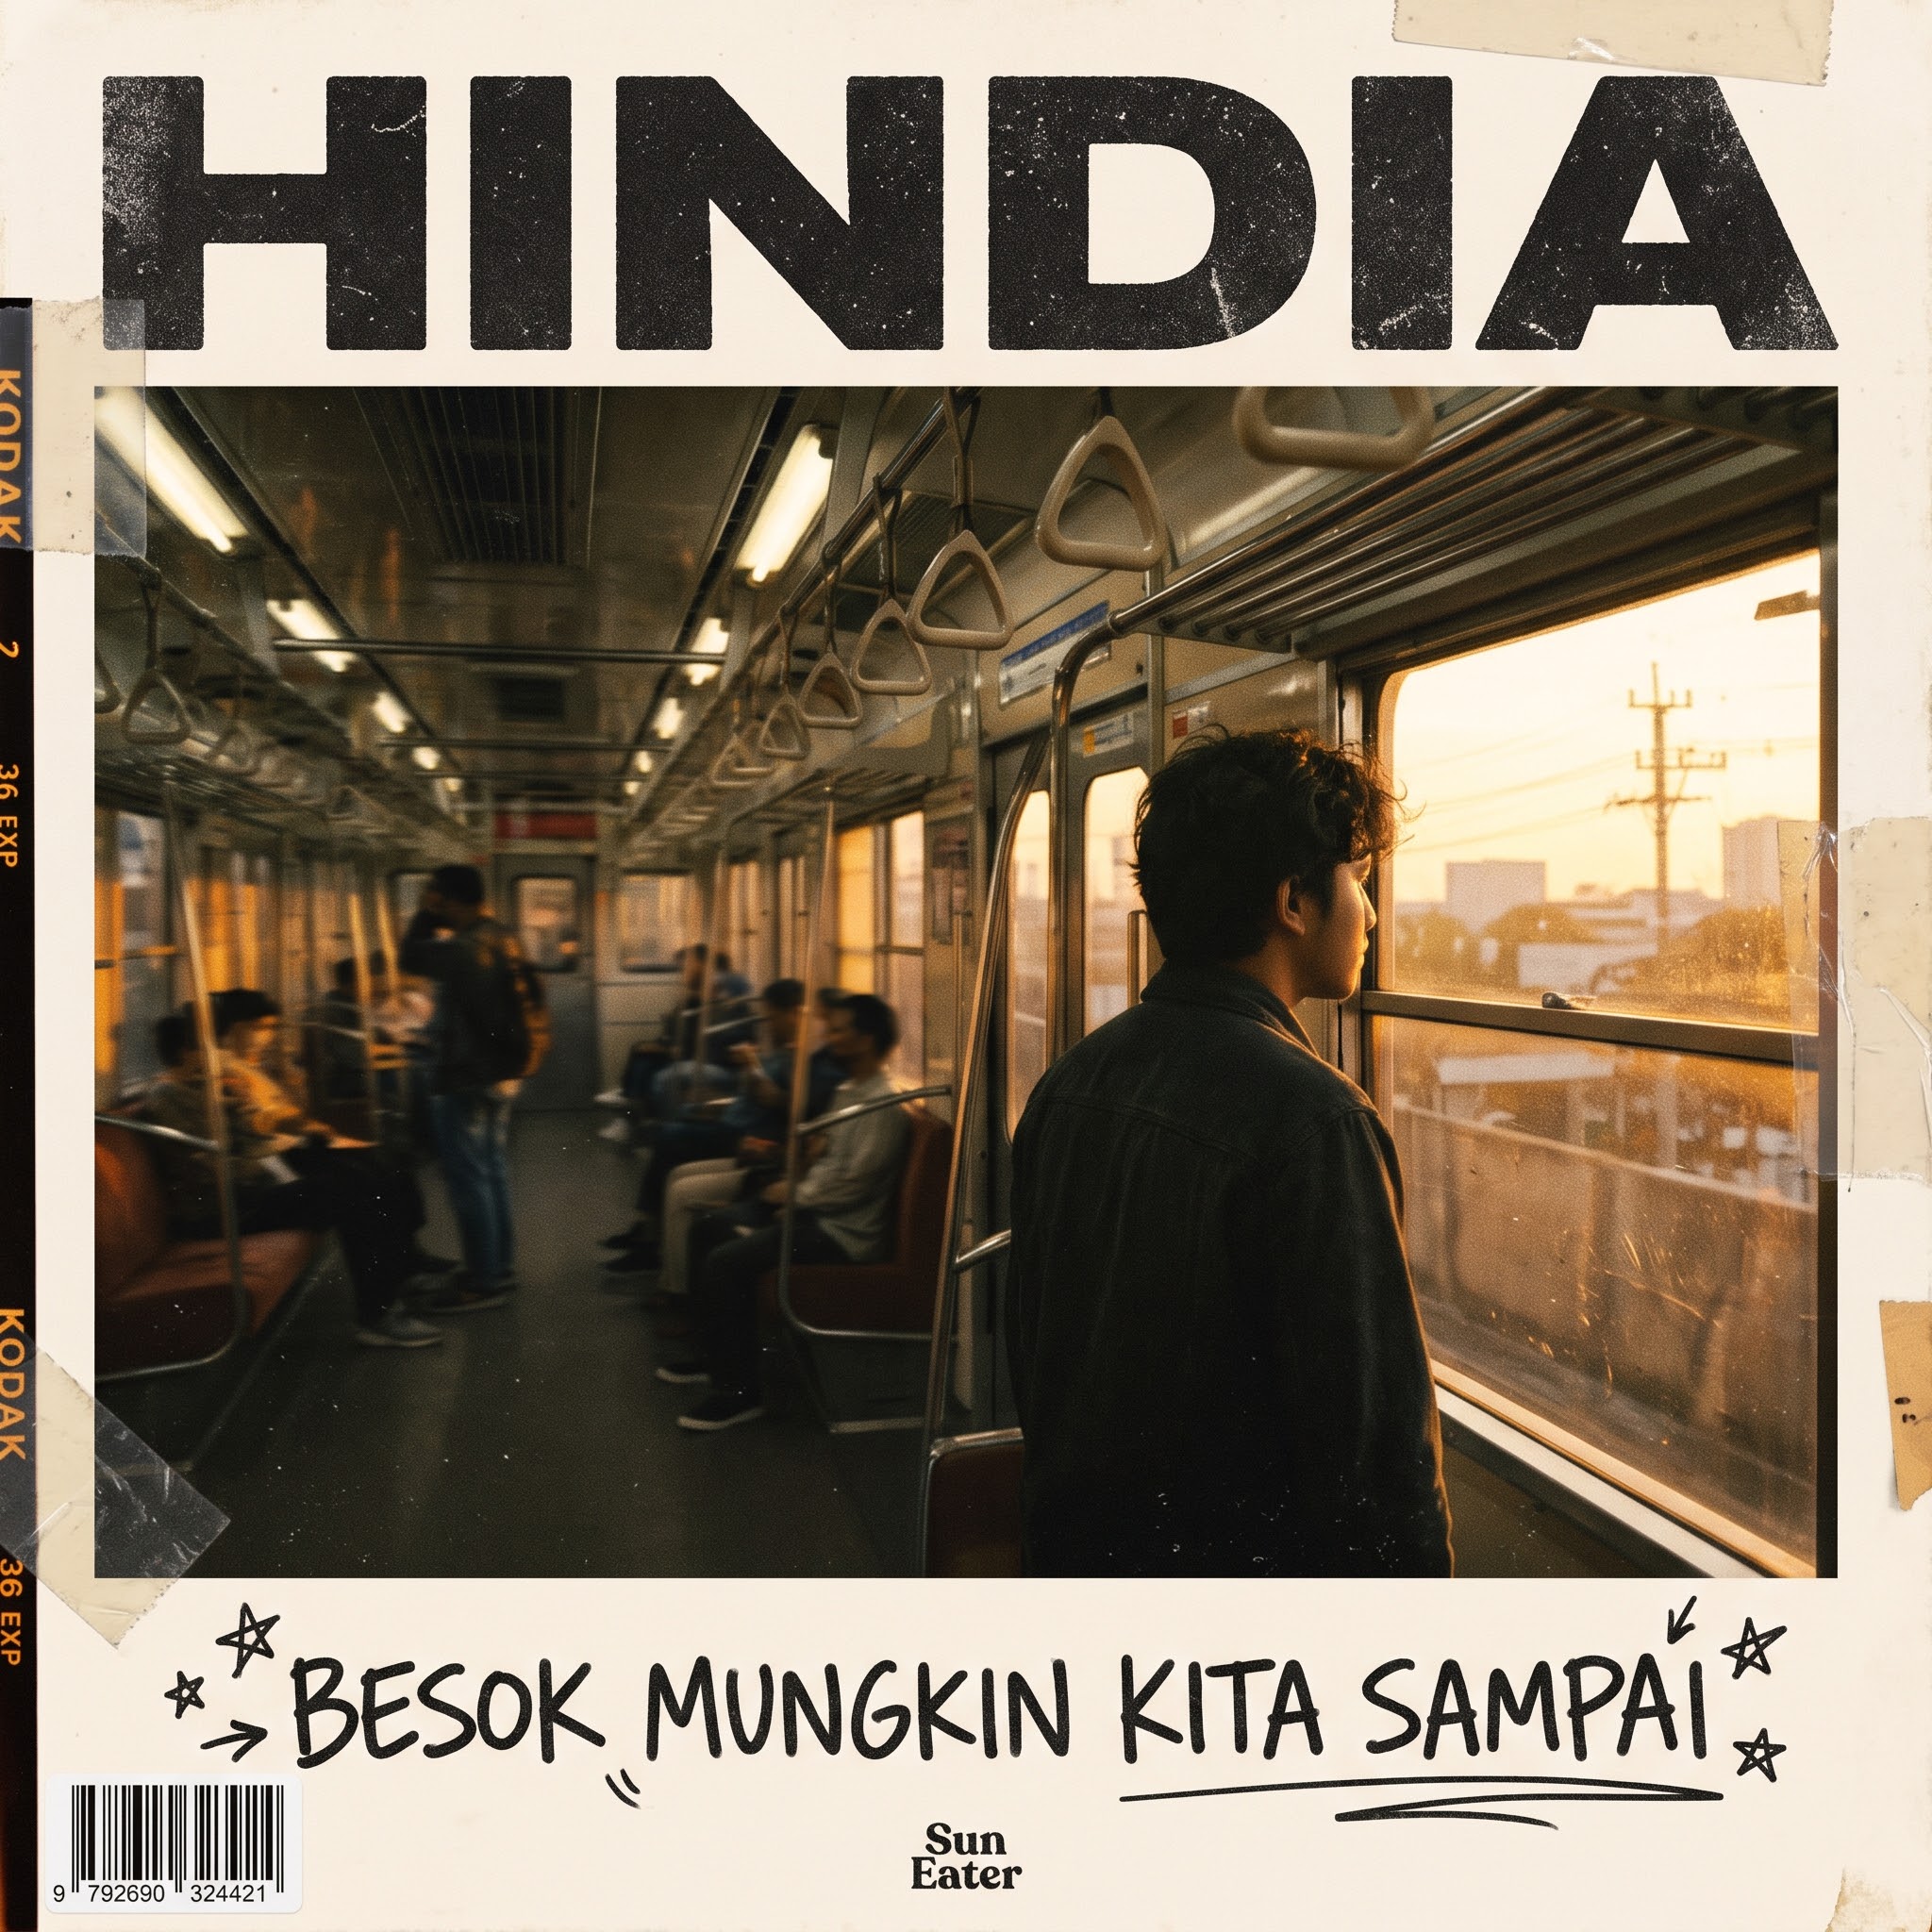 HINDIA
KODAK
2
36 EXP
KODAK
36 EXP
BESOK MUNGKIN KITA SAMPAI
Sun
Eater
9 792690 324421